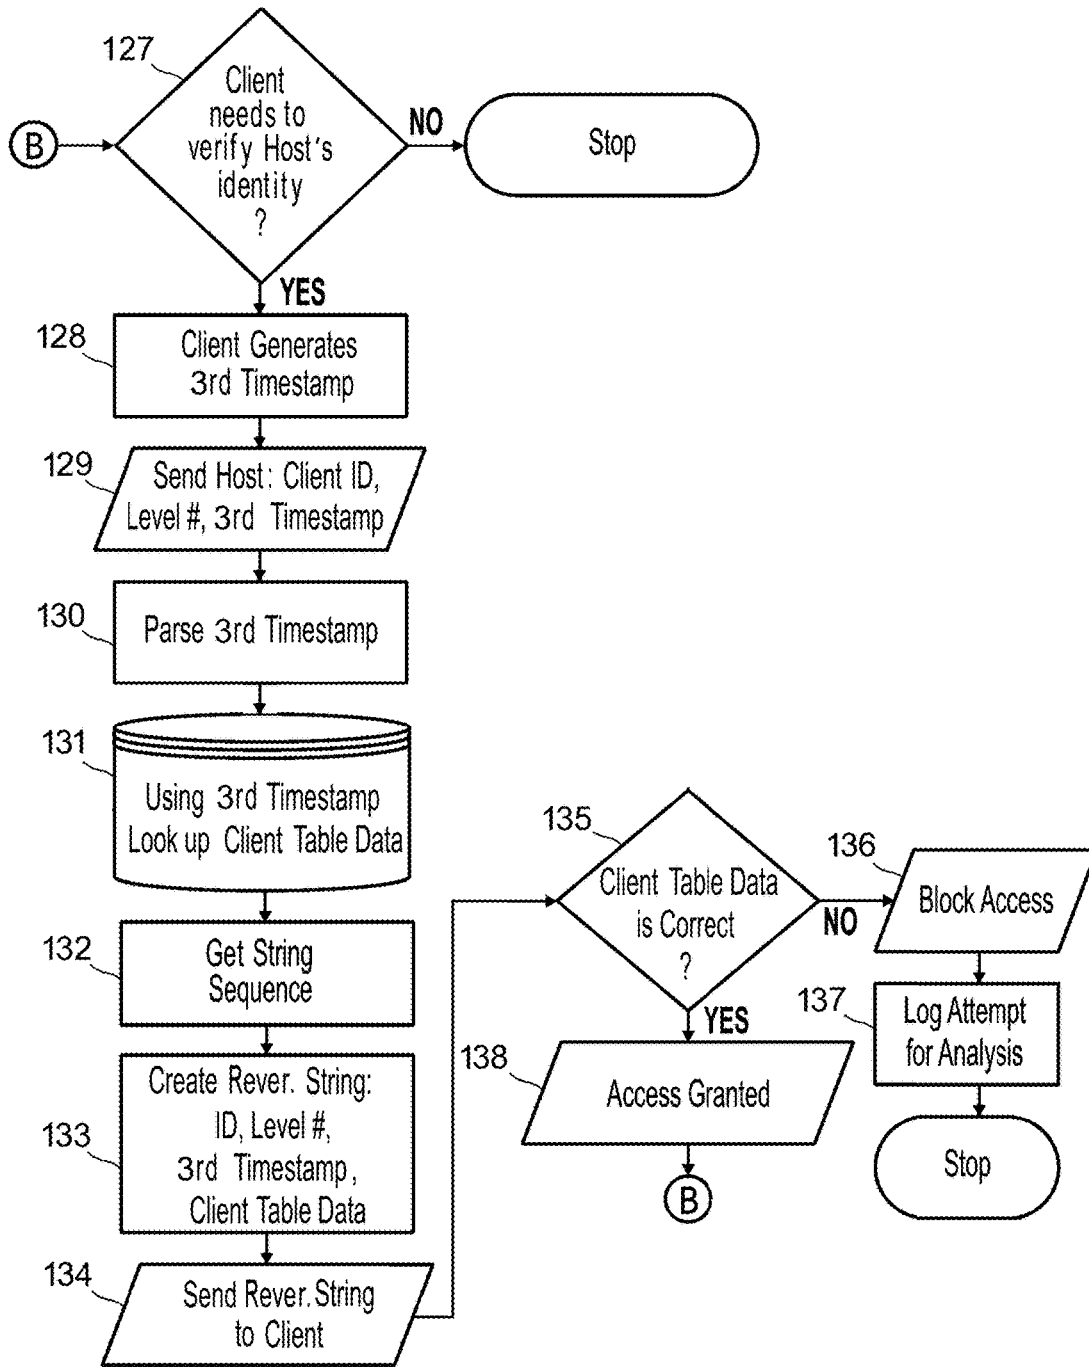 127
Client
needs to
verify Host's
identity
?
B
NO
Stop
YES
128
Client Generates
3rd Timestamp
129
Send Host: Client ID,
Level #, 3rd Timestamp
130
Parse 3rd Timestamp
131
Using 3rd Timestamp
Look up Client Table Data
132
Get String
Sequence
133
Create Rever. String:
ID, Level #,
3rd Timestamp,
Client Table Data
134
Send Rever. String
to Client
135
Client Table Data
is Correct
?
NO
136
Block Access
137
Log Attempt
for Analysis
Stop
YES
138
Access Granted
B